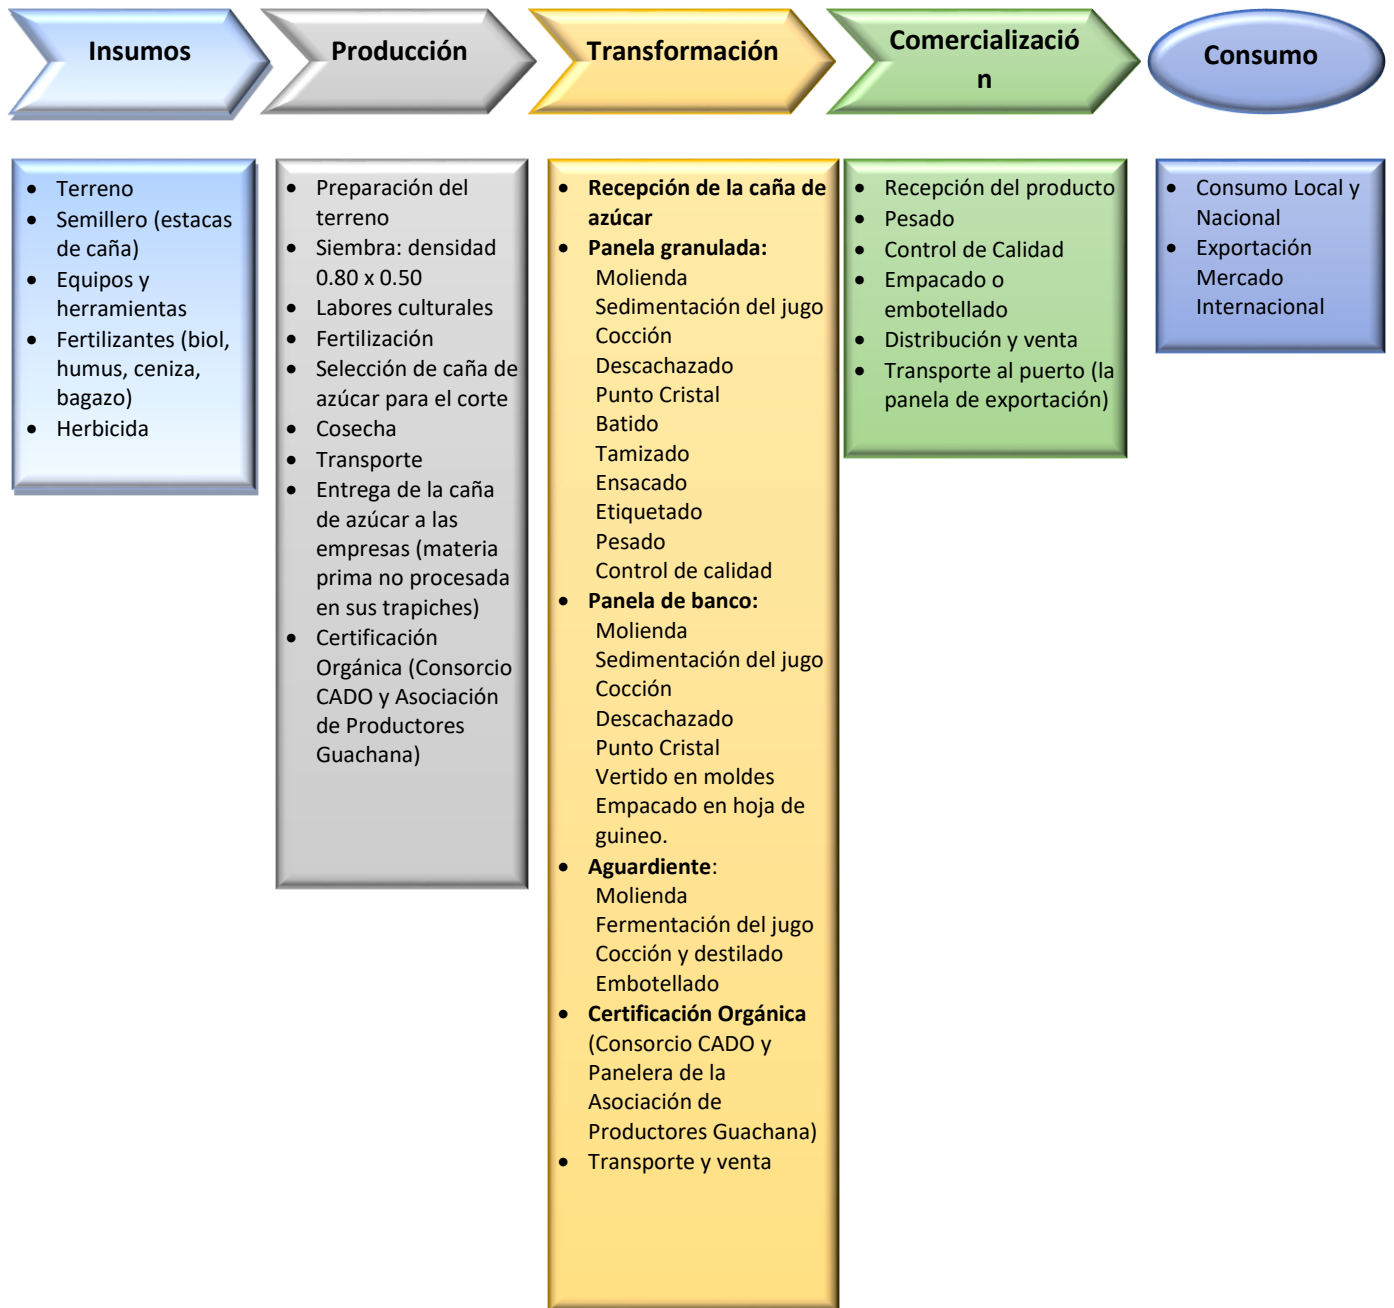 Insumos
Producción
Transformación
Comercializació
n
Consumo
• Terreno
• Semillero (estacas
de caña)
• Equipos y
herramientas
• Fertilizantes (biol,
humus, ceniza,
bagazo)
• Herbicida
• Preparación del
terreno
• Siembra: densidad
0.80 x 0.50
• Labores culturales
• Fertilización
• Selección de caña de
azúcar para el corte
• Cosecha
• Transporte
• Entrega de la caña
de azúcar a las
empresas (materia
prima no procesada
en sus trapiches)
• Certificación
Orgánica (Consorcio
CADO y Asociación
de Productores
Guachana)
• Recepción de la caña de
azúcar
• Panela granulada:
Molienda
Sedimentación del jugo
Cocción
Descachazado
Punto Cristal
Batido
Tamizado
Ensacado
Etiquetado
Pesado
Control de calidad
• Panela de banco:
Molienda
Sedimentación del jugo
Cocción
Descachazado
Punto Cristal
Vertido en moldes
Empacado en hoja de
guineo.
• Aguardiente:
Molienda
Fermentación del jugo
Cocción y destilado
Embotellado
• Certificación Orgánica
(Consorcio CADO y
Panelera de la
Asociación de
Productores Guachana)
• Transporte y venta
• Recepción del producto
• Pesado
• Control de Calidad
• Empacado o
embotellado
• Distribución y venta
• Transporte al puerto (la
panela de exportación)
• Consumo Local y
Nacional
• Exportación
Mercado
Internacional